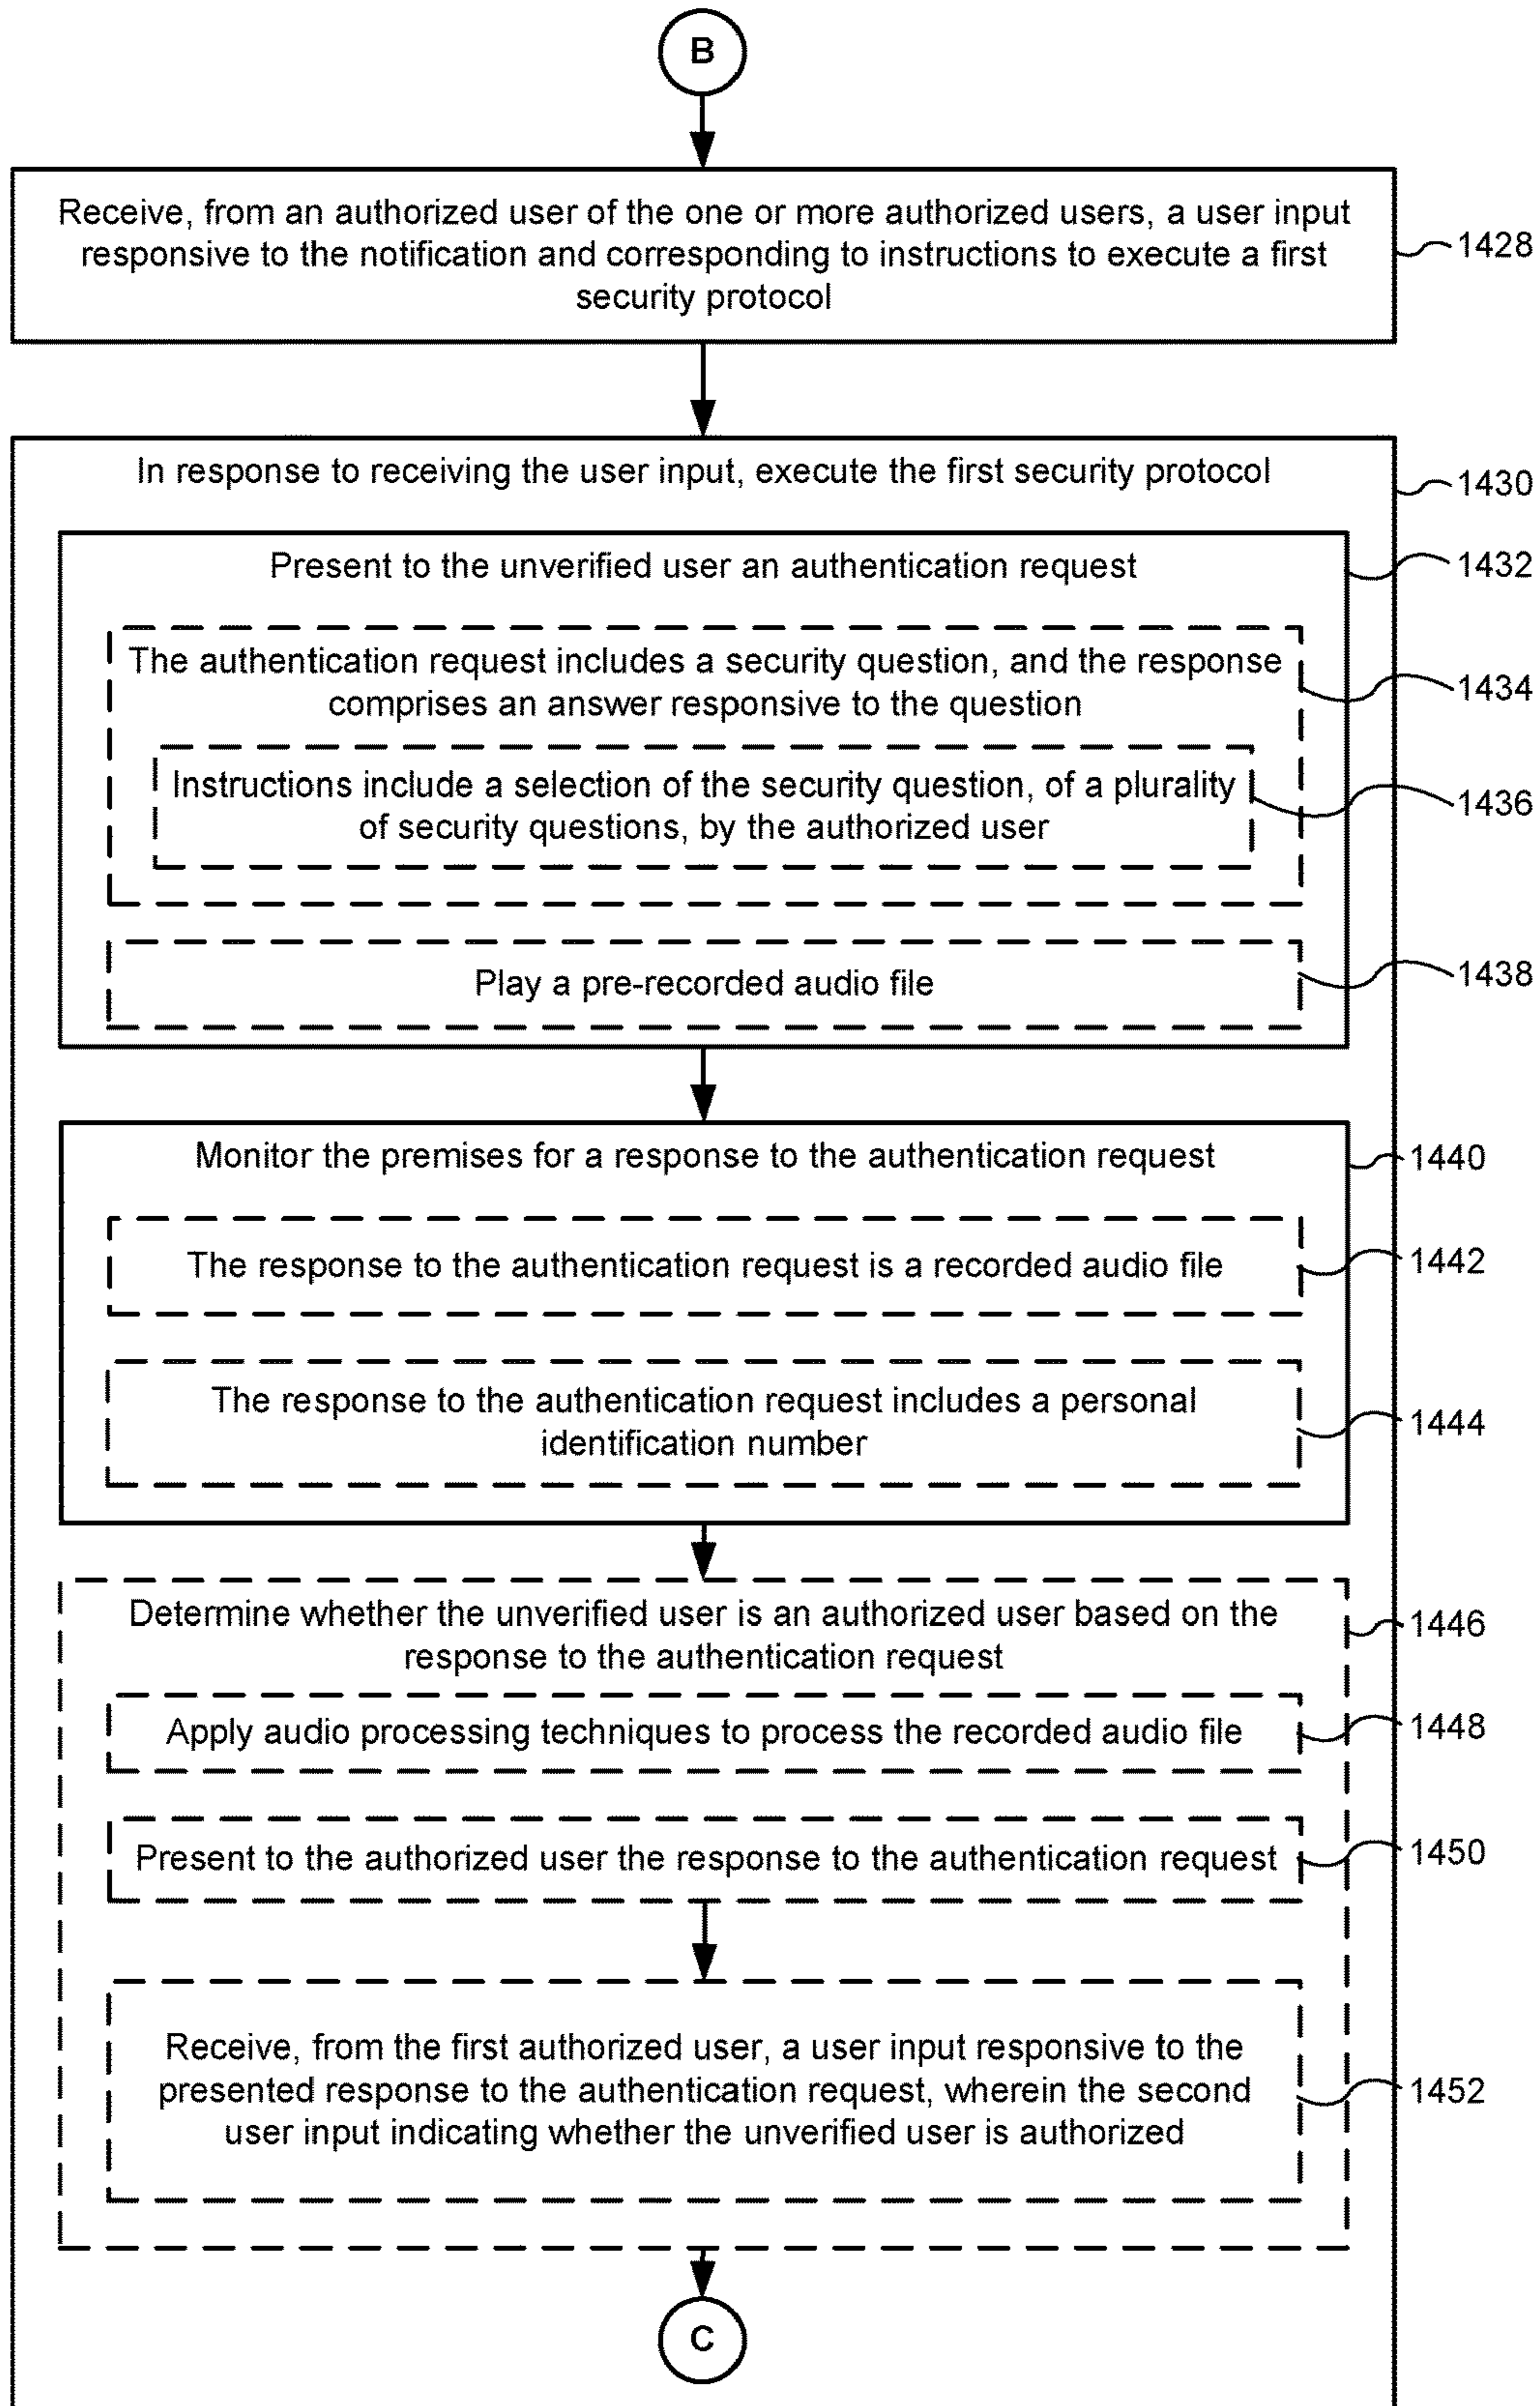 B
Receive, from an authorized user of the one or more authorized users, a user input
responsive to the notification and corresponding to instructions to execute a first
security protocol
1428
In response to receiving the user input, execute the first security protocol
1430
Present to the unverified user an authentication request
1432
The authentication request includes a security question, and the response
comprises an answer responsive to the question
1434
Instructions include a selection of the security question, of a plurality
of security questions, by the authorized user
1436
Play a pre-recorded audio file
1438
Monitor the premises for a response to the authentication request
1440
The response to the authentication request is a recorded audio file
1442
The response to the authentication request includes a personal
identification number
1444
Determine whether the unverified user is an authorized user based on the
response to the authentication request
1446
Apply audio processing techniques to process the recorded audio file
1448
Present to the authorized user the response to the authentication request
1450
Receive, from the first authorized user, a user input responsive to the
presented response to the authentication request, wherein the second
user input indicating whether the unverified user is authorized
1452
C